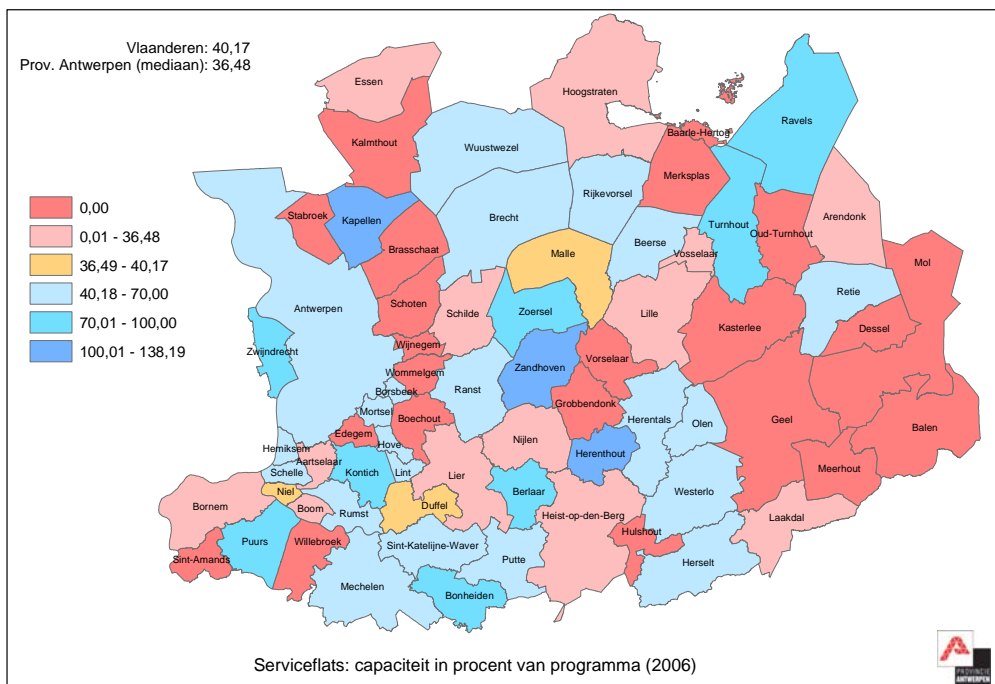 Vlaanderen: 40,17
Prov. Antwerpen (mediaan): 36,48
0,00
0,01 - 36,48
36,49 - 40,17
40,18 - 70,00
70,01 - 100,00
100,01 - 138,19
Essen
Hoogstraten
Ravels
Baarle-Hertog
Kalmthout
Wuustwezel
Merksplas
Rijkevorsel
Stabroek
Kapellen
Brecht
Arendonk
Turnhout
Oud-Turnhout
Brasschaat
Beerse
Malle
Vosselaar
Mol
Retie
Antwerpen
Schoten
Schilde
Zoersel
Lille
Kasterlee
Dessel
Zwijndrecht
Wijnegem
Vorselaar
Wommelgem
Zandhoven
Borsbeek
Ranst
Grobbendonk
Mortsel
Boechout
Herentals
Olen
Geel
Balen
Edegem
Hemiksem
Hove
Nijlen
Aartselaar
Herenthout
Schelle
Kontich
Lint
Lier
Meerhout
Niel
Berlaar
Westerlo
Bornem
Boom
Duffel
Rumst
Heist-op-den-Berg
Laakdal
Puurs
Willebroek
Hulshout
Sint-Katelijne-Waver
Sint-Amands
Putte
Herselt
Mechelen
Bonheiden
Serviceflats: capaciteit in procent van programma (2006)
PROVINCIE
ANTWERPEN